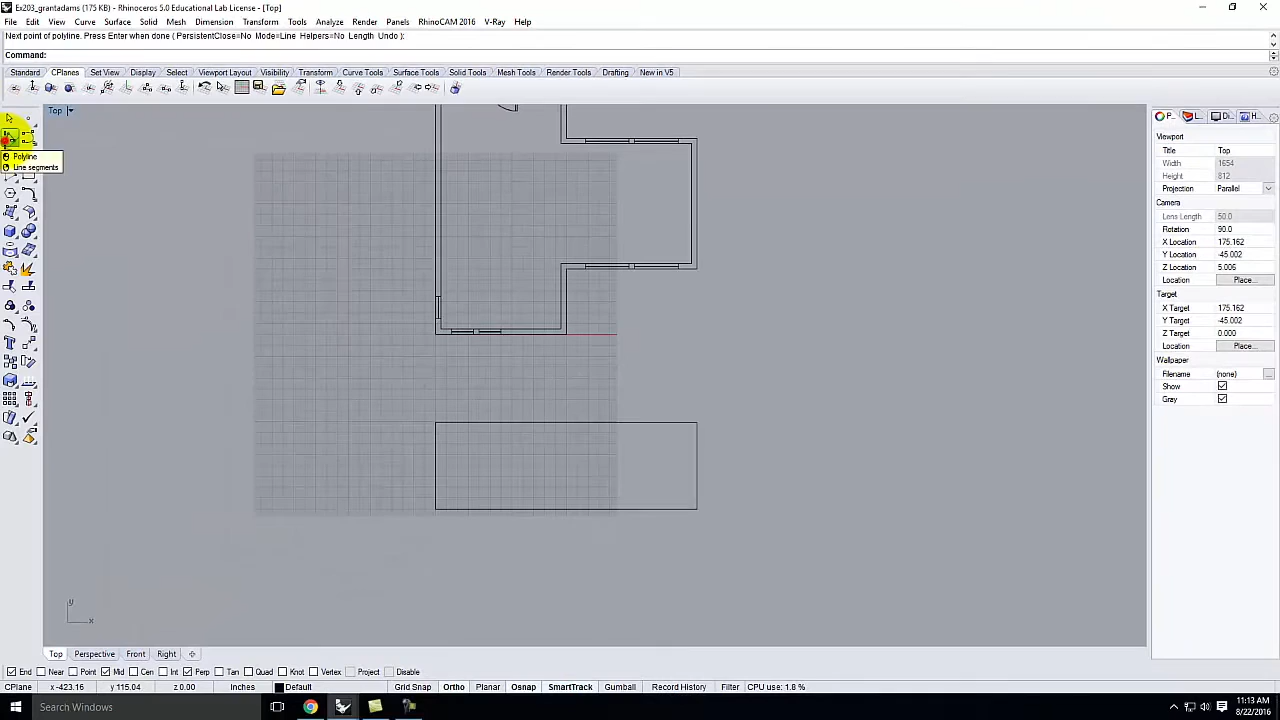 Ex203_grantadams (175 KB) - Rhinoceros 5.0 Educational Lab License - [Top]
File Edit View Curve Surface Solid Mesh Dimension Transform Tools Analyze Render Panels RhinoCAM 2016 V-Ray Help
Next point of polyline. Press Enter when done ( PersistentClose=No Mode=Line Helpers=No Length Undo ):
Command:
Standard CPlanes Set View Display Select Viewport Layout Visibility Transform Curve Tools Surface Tools Solid Tools Mesh Tools Render Tools Drafting New in V5
Top
P... L... Di... H...
Viewport
Title Top
Width 1654
Height 812
Projection Parallel
Camera
Lens Length 50.0
Rotation 90.0
X Location 175.162
Y Location -45.002
Z Location 5.006
Location Place...
Target
X Target 175.162
Y Target -45.002
Z Target 0.000
Location Place...
Wallpaper
Filename (none) ...
Show
Gray
Polyline
Line segments
y
x
Top Perspective Front Right
End Near Point Mid Cen Int Perp Tan Quad Knot Vertex Project Disable
CPlane x -423.16 y 115.04 z 0.00 Inches Default Grid Snap Ortho Planar Osnap SmartTrack Gumball Record History Filter CPU use: 1.8 %
Search Windows
11:13 AM
8/22/2016